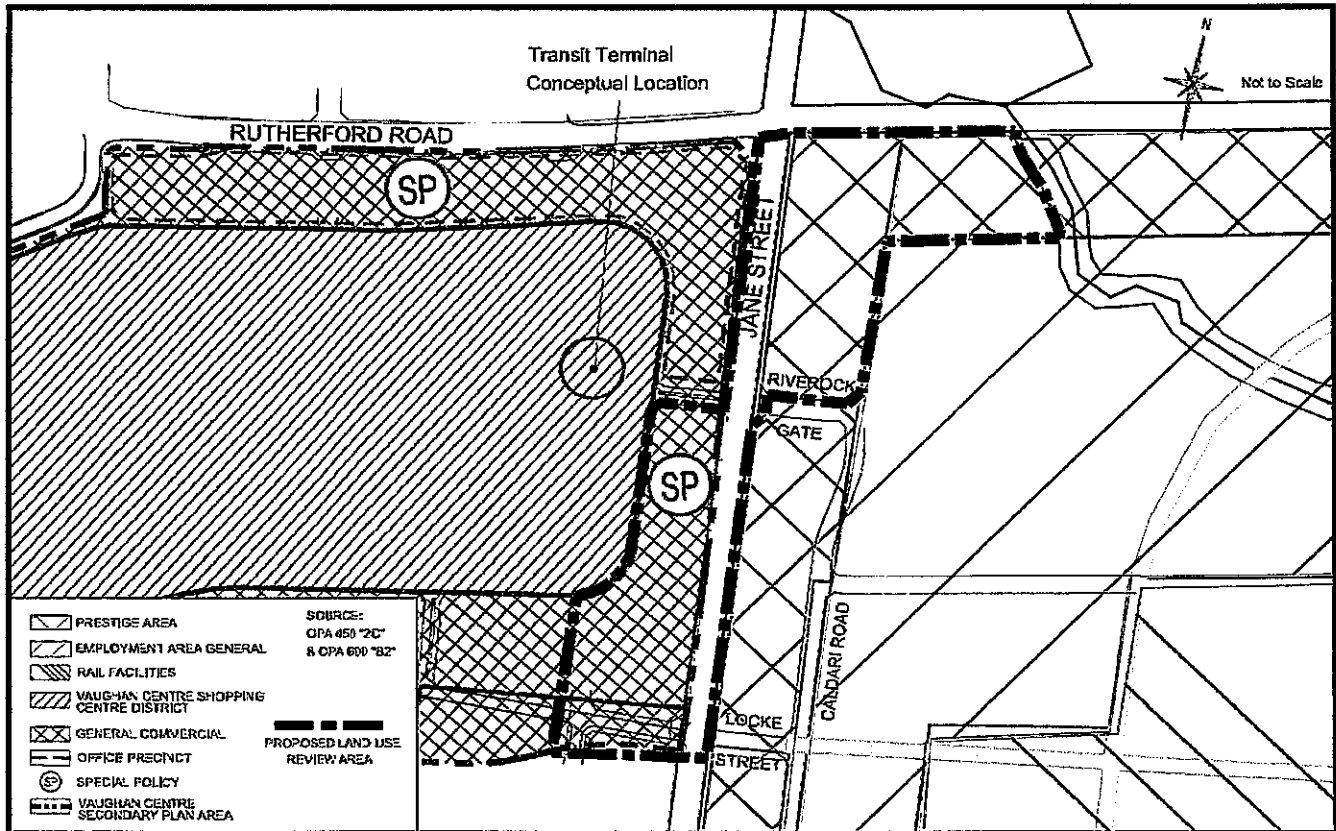 Transit Terminal
Conceptual Location
N
Not to Scale
RUTHERFORD ROAD
SP
JANE STREET
RIVEROCK
GATE
SP
CALDARI ROAD
LOCKE
STREET
PRESTIGE AREA
EMPLOYMENT AREA GENERAL
RAIL FACILITIES
VAUGHAN CENTRE SHOPPING
CENTRE DISTRICT
GENERAL COMMERCIAL
OFFICE PRECINCT
SP SPECIAL POLICY
VAUGHAN CENTRE
SECONDARY PLAN AREA
SOURCE:
OPA 450 "2C"
& OPA 600 "B2"
PROPOSED LAND USE
REVIEW AREA